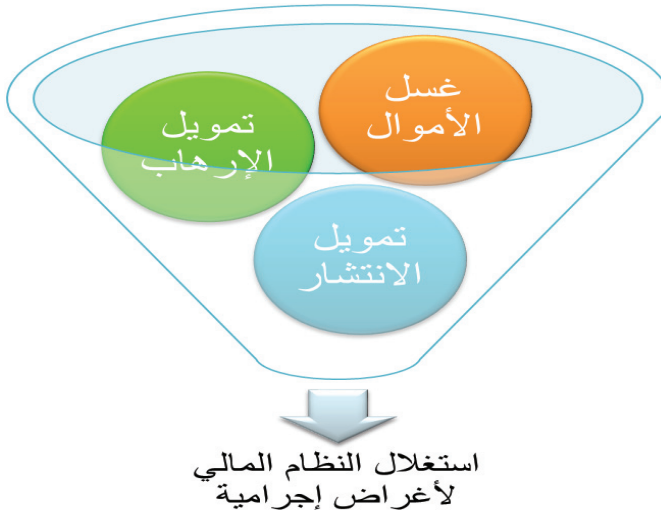 غسل
الأموال
تمويل
الإرهاب
تمويل
الانتشار
استغلال النظام المالي
لأغراض إجرامية